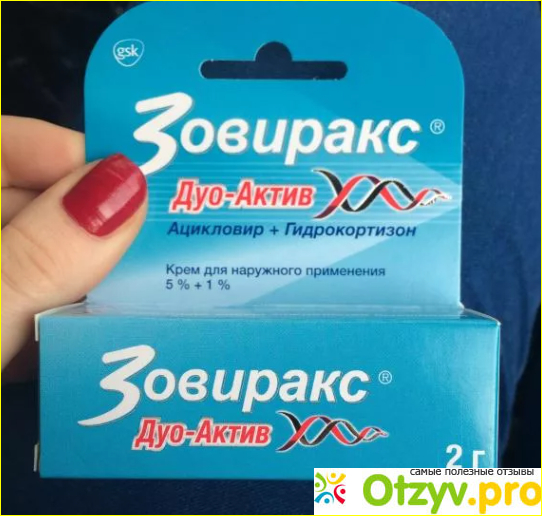 gsk
Зовиракс®
Дуо-Актив
Ацикловир + Гидрокортизон
Крем для наружного применения
5 % + 1 %
Зовиракс®
Дуо-Актив
2 г
самые полезные отзывы
Otzyv.pro